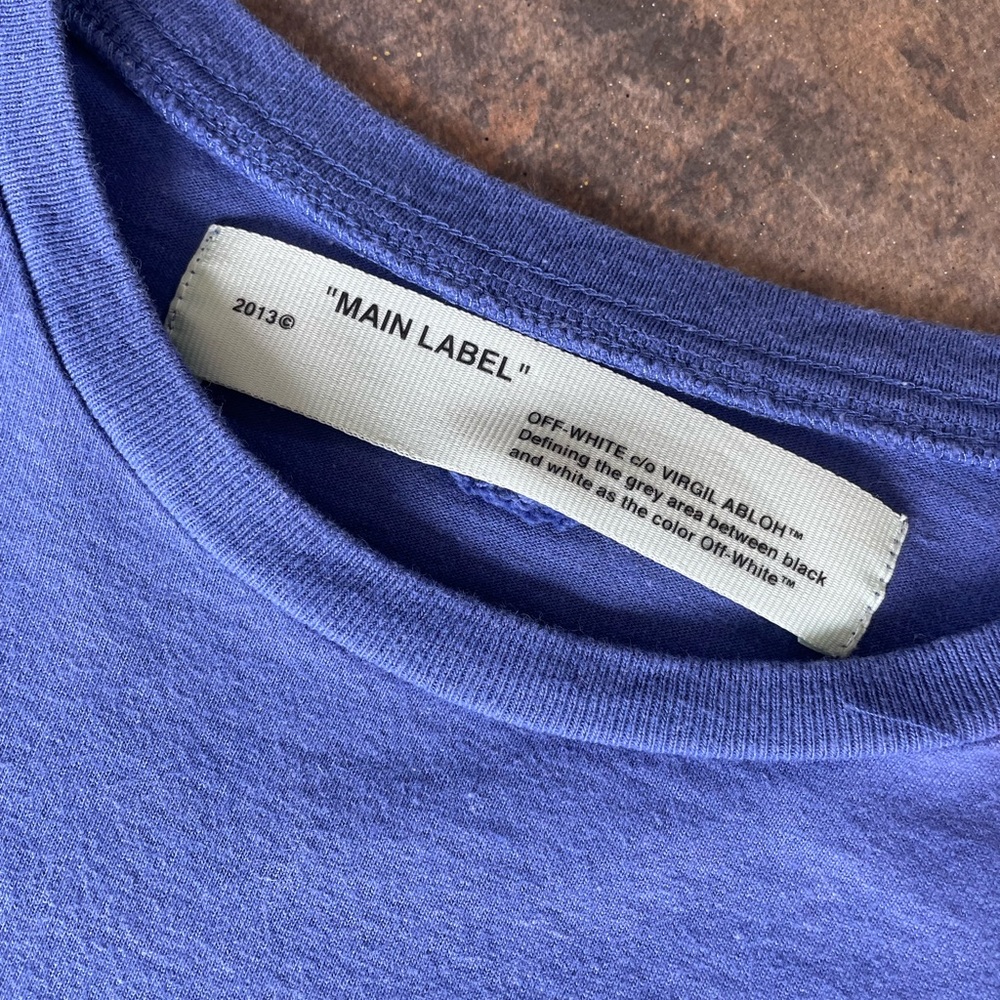 2013©
"MAIN LABEL"
OFF-WHITE c/o VIRGIL ABLOH™
Defining the grey area between black
and white as the color Off-White™